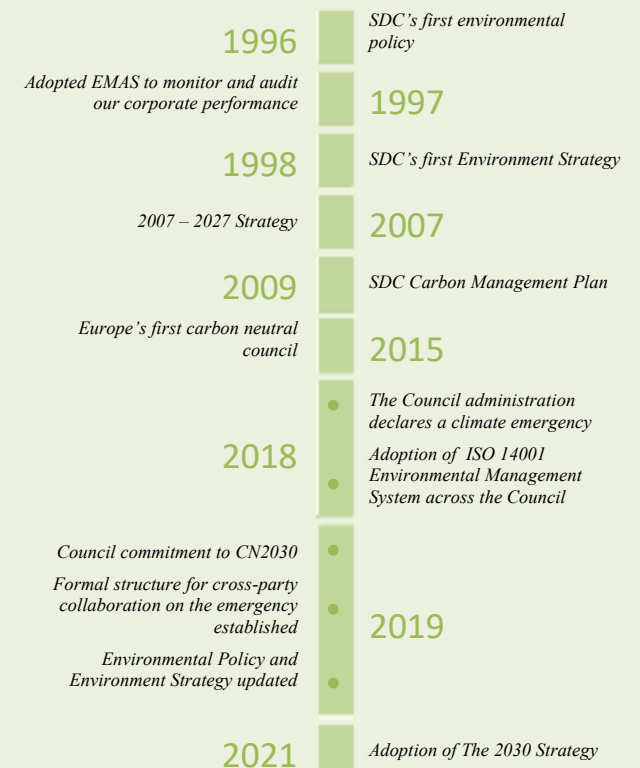 1996
SDC's first environmental
policy
Adopted EMAS to monitor and audit
our corporate performance
1997
1998
SDC's first Environment Strategy
2007 – 2027 Strategy
2007
2009
SDC Carbon Management Plan
Europe's first carbon neutral
council
2015
2018
The Council administration
declares a climate emergency
Adoption of ISO 14001
Environmental Management
System across the Council
Council commitment to CN2030
Formal structure for cross-party
collaboration on the emergency
established
Environmental Policy and
Environment Strategy updated
2019
2021
Adoption of The 2030 Strategy